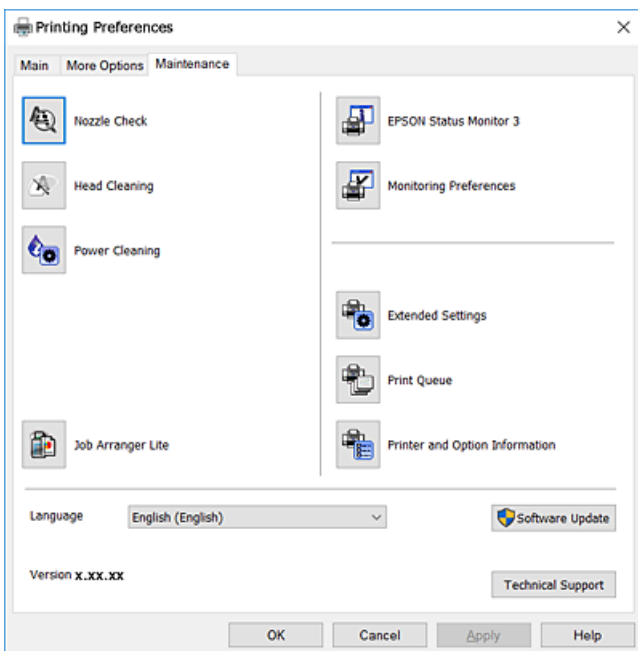 Printing Preferences
Main More Options Maintenance
Nozzle Check
Head Cleaning
Power Cleaning
Job Arranger Lite
EPSON Status Monitor 3
Monitoring Preferences
Extended Settings
Print Queue
Printer and Option Information
Language English (English)
Software Update
Version x.xx.xx
Technical Support
OK Cancel Apply Help